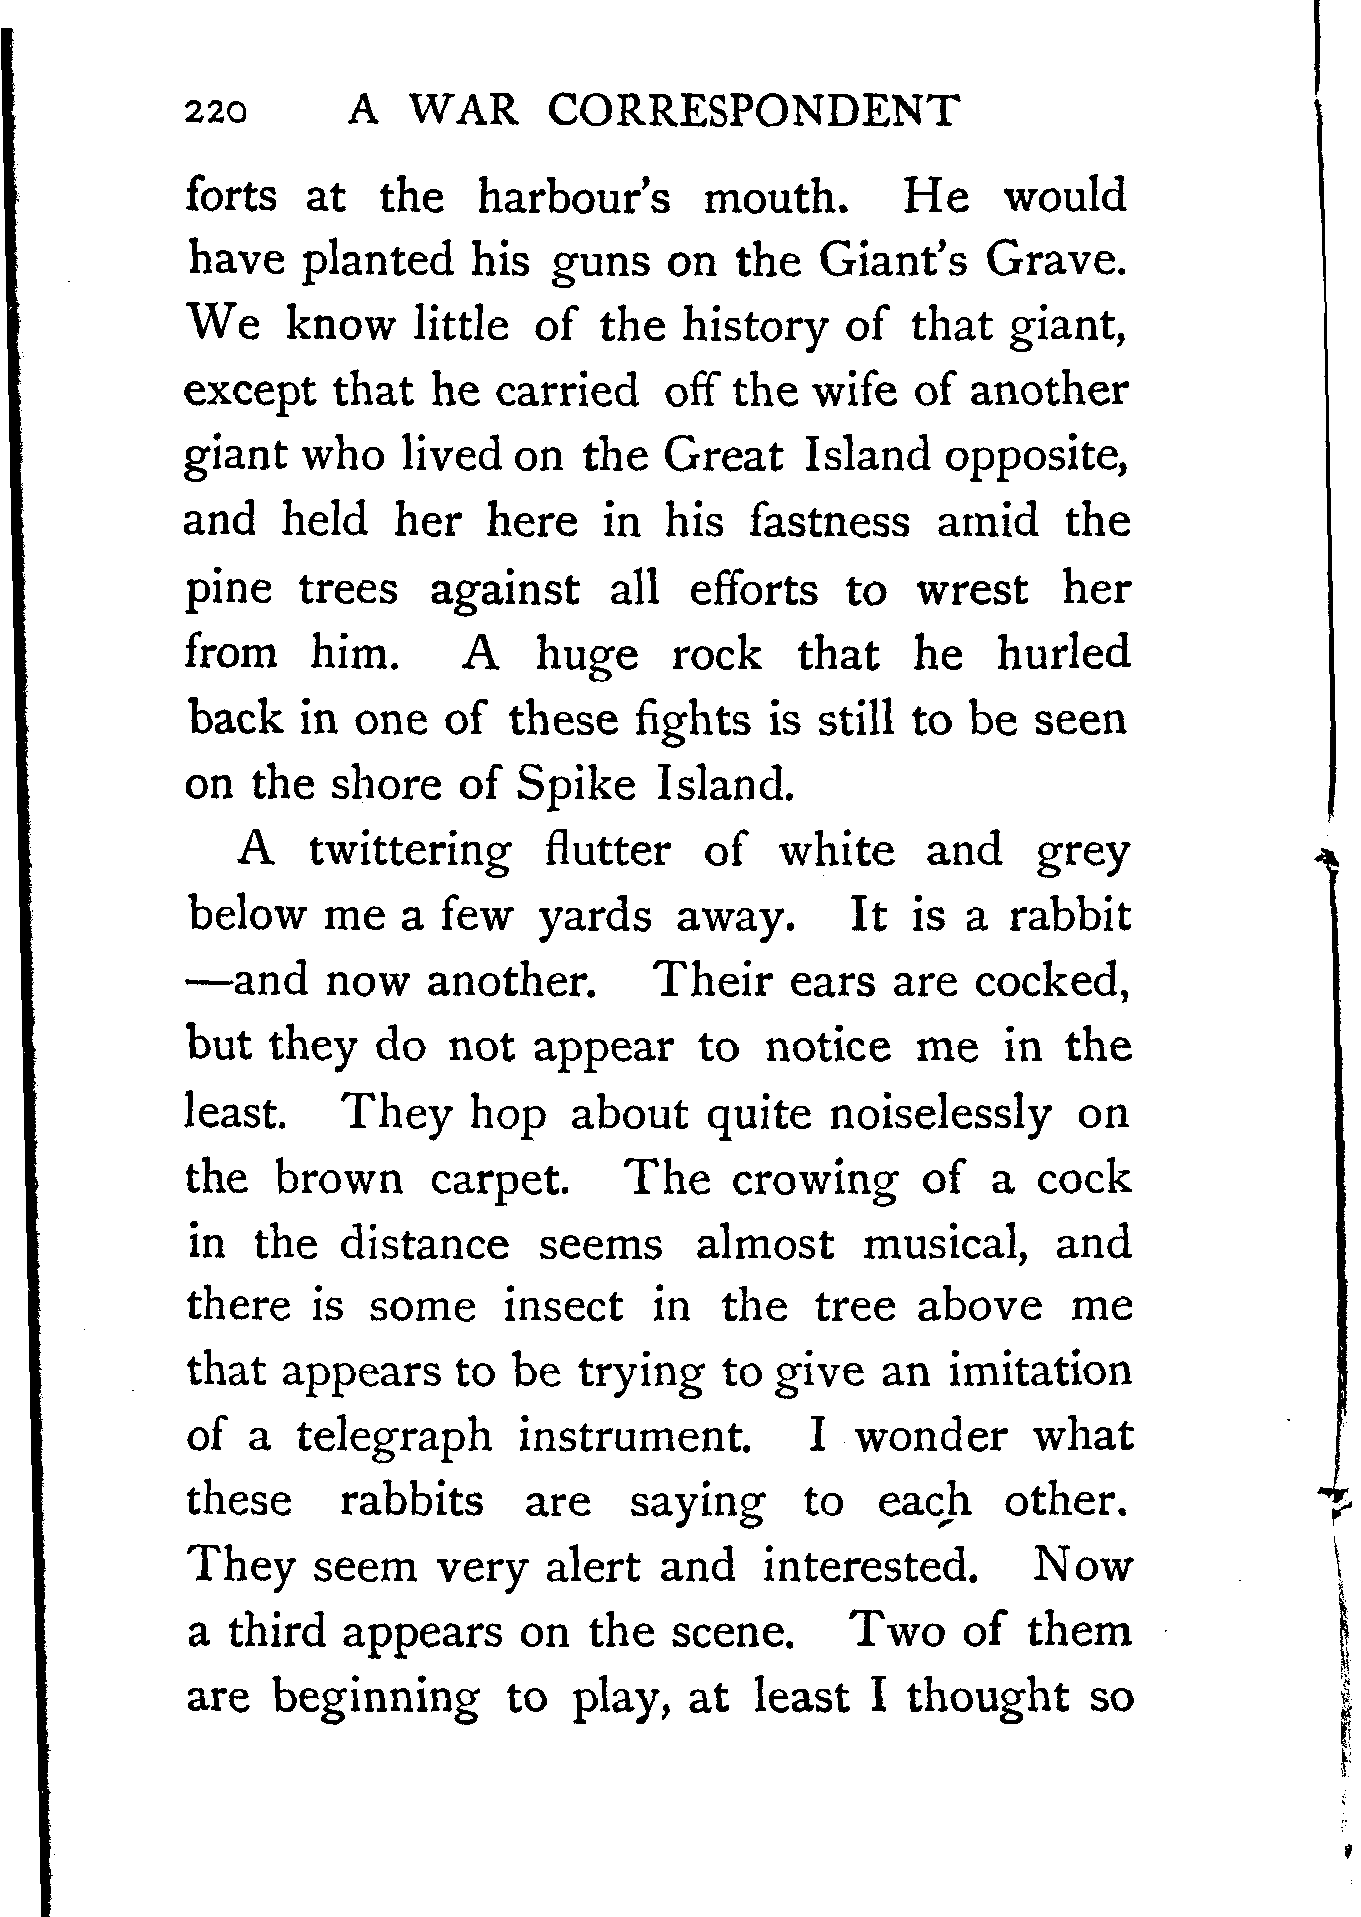 220 A WAR CORRESPONDENT
forts at the harbour's mouth. He would
have planted his guns on the Giant's Grave.
We know little of the history of that giant,
except that he carried off the wife of another
giant who lived on the Great Island opposite,
and held her here in his fastness amid the
pine trees against all efforts to wrest her
from him. A huge rock that he hurled
back in one of these fights is still to be seen
on the shore of Spike Island.
A twittering flutter of white and grey
below me a few yards away. It is a rabbit
—and now another. Their ears are cocked,
but they do not appear to notice me in the
least. They hop about quite noiselessly on
the brown carpet. The crowing of a cock
in the distance seems almost musical, and
there is some insect in the tree above me
that appears to be trying to give an imitation
of a telegraph instrument. I wonder what
these rabbits are saying to each other.
They seem very alert and interested. Now
a third appears on the scene. Two of them
are beginning to play, at least I thought so